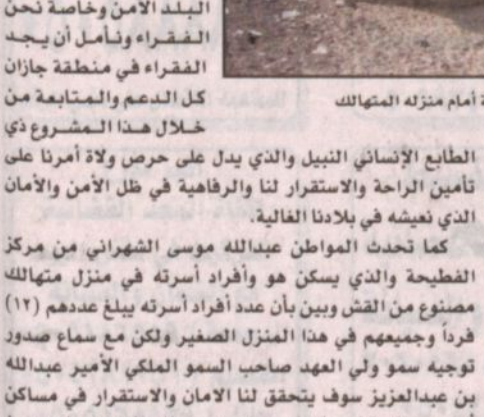 البلد الآمن وخاصة نحن
الفقراء ونأمل أن يجد
الفقراء في منطقة جازان
كل الدعم والمتابعة من
خلال هذا المشروع ذي
ة أمام منزله المتهالك
الطابع الإنساني النبيل والذي يدل على حرص ولاة أمرنا على
تأمين الراحة والاستقرار لنا والرفاهية في ظل الأمن والأمان
الذي نعيشه في بلادنا الغالية.
كما تحدث المواطن عبدالله موسى الشهراني من مركز
الفطيحة والذي يسكن هو وأفراد أسرته في منزل متهالك
مصنوع من القش وبين بأن عدد أفراد أسرته يبلغ عددهم (١٢)
فرداً وجميعهم في هذا المنزل الصغير ولكن مع سماع صدور
توجيه سمو ولي العهد صاحب السمو الملكي الأمير عبدالله
بن عبدالعزيز سوف يتحقق لنا الامان والاستقرار في مساكن